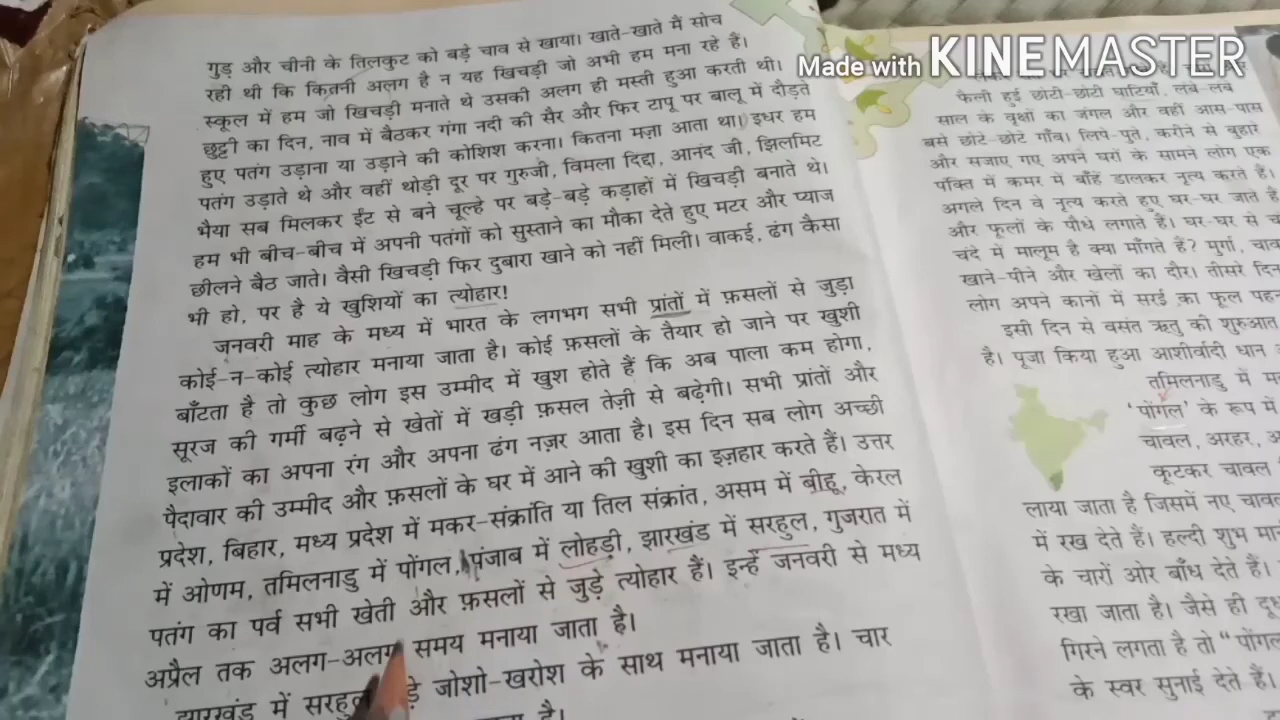 गुड़ और चीनी के तिलकुट को बड़े चाव से खाया। खाते-खाते मैं सोच
रही थी कि कितनी अलग है न यह खिचड़ी जो अभी हम मना रहे हैं।
स्कूल में हम जो खिचड़ी मनाते थे उसकी अलग ही मस्ती हुआ करती थी।
छुट्टी का दिन, नाव में बैठकर गंगा नदी की सैर और फिर टापू पर बालू में दौड़ते
हुए पतंग उड़ाना या उड़ाने की कोशिश करना। कितना मज़ा आता था। इधर हम
पतंग उड़ाते थे और वहीं थोड़ी दूर पर गुरुजी, विमला दिद्दा, आनंद जी, झिलमिट
भैया सब मिलकर ईंट से बने चूल्हे पर बड़े-बड़े कड़ाहों में खिचड़ी बनाते थे।
हम भी बीच-बीच में अपनी पतंगों को सुस्ताने का मौका देते हुए मटर और प्याज
छीलने बैठ जाते। वैसी खिचड़ी फिर दुबारा खाने को नहीं मिली। वाकई, ढंग कैसा
भी हो, पर है ये खुशियों का त्योहार!
जनवरी माह के मध्य में भारत के लगभग सभी प्रांतों में फ़सलों से जुड़ा
कोई-न-कोई त्योहार मनाया जाता है। कोई फ़सलों के तैयार हो जाने पर खुशी
बाँटता है तो कुछ लोग इस उम्मीद में खुश होते हैं कि अब पाला कम होगा,
सूरज की गर्मी बढ़ने से खेतों में खड़ी फ़सल तेज़ी से बढ़ेगी। सभी प्रांतों और
इलाकों का अपना रंग और अपना ढंग नज़र आता है। इस दिन सब लोग अच्छी
पैदावार की उम्मीद और फ़सलों के घर में आने की खुशी का इज़हार करते हैं। उत्तर
प्रदेश, बिहार, मध्य प्रदेश में मकर-संक्रांति या तिल संक्रांत, असम में बीहू, केरल
में ओणम, तमिलनाडु में पोंगल, पंजाब में लोहड़ी, झारखंड में सरहुल, गुजरात में
पतंग का पर्व सभी खेती और फ़सलों से जुड़े त्योहार हैं। इन्हें जनवरी से मध्य
अप्रैल तक अलग-अलग समय मनाया जाता है।
झारखंड में सरहुल जोशो-खरोश के साथ मनाया जाता है। चार
है।
Made with KINEMASTER
फैली हुई छोटी-छोटी घाटियाँ, लंबे-लंबे
साल के वृक्षों का जंगल और वहीं आस-पास
बसे छोटे-छोटे गाँव। लिपे-पुते, करीने से बुहारे
और सजाए गए अपने घरों के सामने लोग एक
पंक्ति में कमर में बाँहें डालकर नृत्य करते हैं।
अगले दिन वे नृत्य करते हुए घर-घर जाते हैं
और फूलों के पौधे लगाते हैं। घर-घर से
चंदे में मालूम है क्या माँगते हैं? मुर्गा,
खाने-पीने और खेलों का दौर। तीसरे दिन
लोग अपने कानों में सरई का फूल
इसी दिन से वसंत ऋतु की शुरुआत
है। पूजा किया हुआ आशीर्वादी धान
तमिलनाडु में
'पोंगल' के रूप में
चावल, अरहर,
कूटकर चावल
लाया जाता है जिसमें नए
में रख देते हैं। हल्दी शुभ
के चारों ओर बाँध देते हैं।
रखा जाता है। जैसे ही
गिरने लगता है तो
के स्वर सुनाई देते हैं।